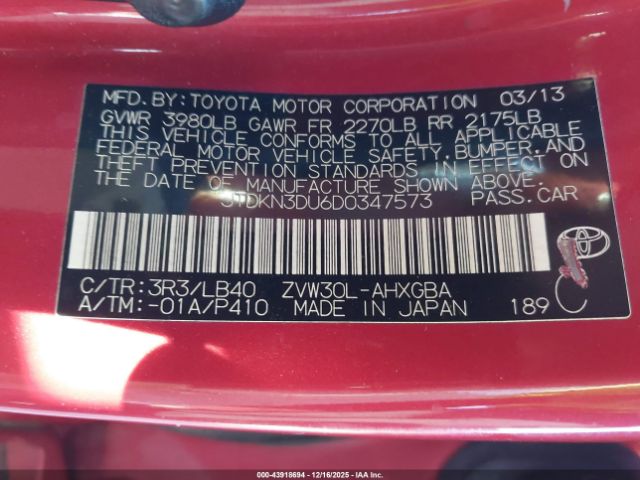 MFD.BY:TOYOTA MOTOR CORPORATION 03/13
GVWR 3980LB GAWR FR 2270LB RR 2175LB
THIS VEHICLE CONFORMS TO ALL APPLICABLE
FEDERAL MOTOR VEHICLE SAFETY,BUMPER,AND
THEFT PREVENTION STANDARDS IN EFFECT ON
THE DATE OF MANUFACTURE SHOWN ABOVE.
JTDKN3DU6D0347573 PASS.CAR
C/TR:3R3/LB40 ZVW30L-AHXGBA
A/TM:-01A/P410 MADE IN JAPAN 189
C
000-43918694 - 12/16/2025 - IAA Inc.